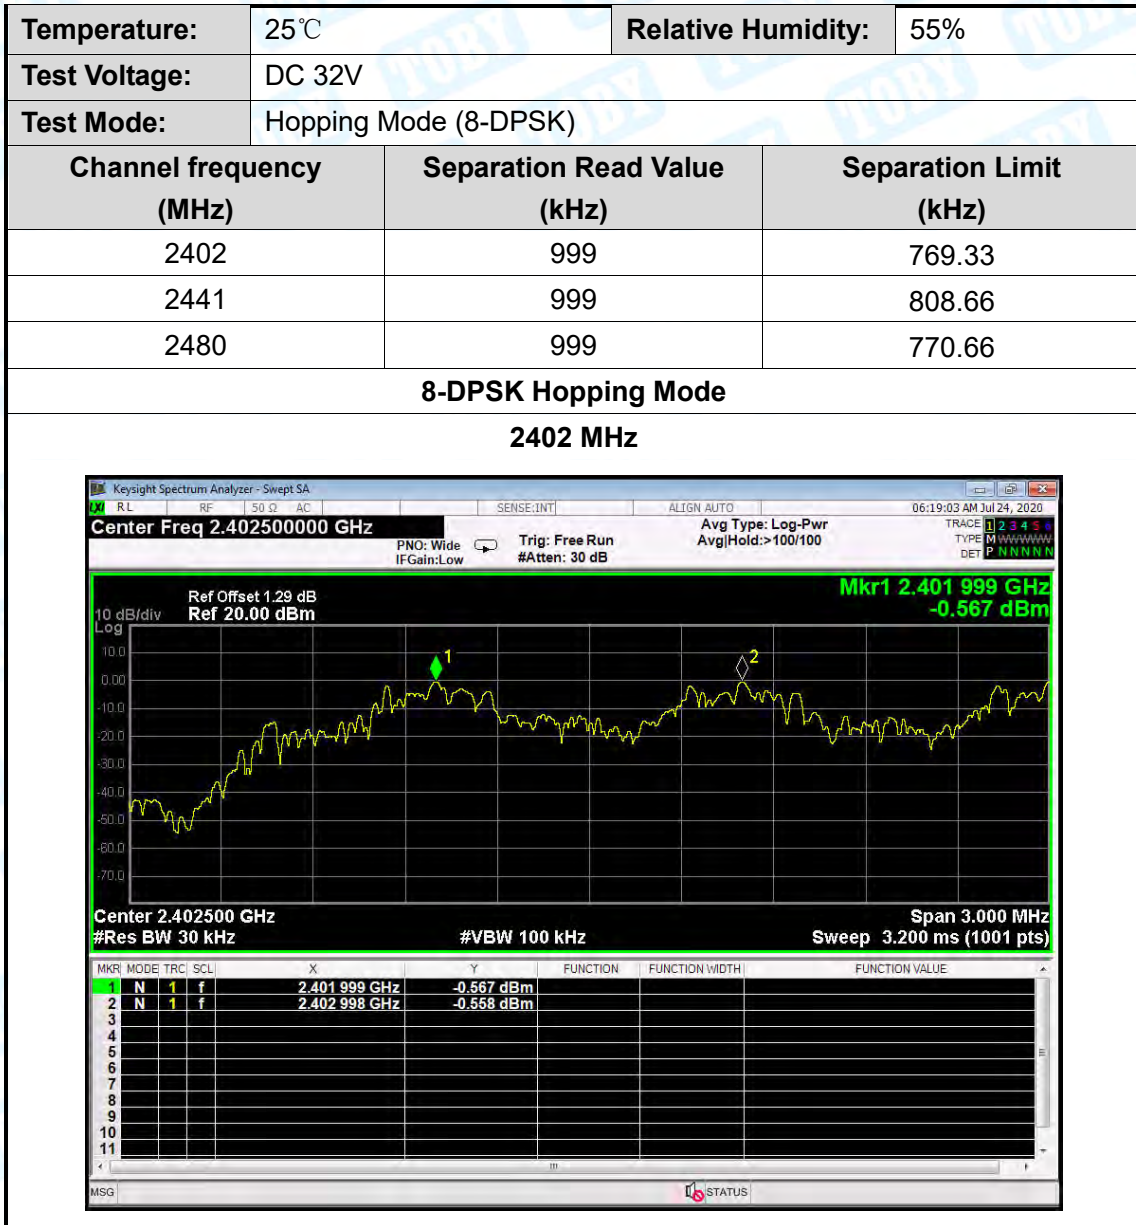 Temperature: 25℃ Relative Humidity: 55%
Test Voltage: DC 32V
Test Mode: Hopping Mode (8-DPSK)
Channel frequency Separation Read Value Separation Limit
(MHz) (kHz) (kHz)
2402 999 769.33
2441 999 808.66
2480 999 770.66
8-DPSK Hopping Mode
2402 MHz
Keysight Spectrum Analyzer - Swept SA
LXI RL RF 50 Ω AC SENSE:INT ALIGN AUTO 06:19:03 AM Jul 24, 2020
Center Freq 2.402500000 GHz Avg Type: Log-Pwr TRACE 1 2 3 4 5 6
PNO: Wide Trig: Free Run Avg|Hold:>100/100 TYPE M WWWWW
IFGain:Low #Atten: 30 dB DET P N N N N N
Mkr1 2.401 999 GHz
Ref Offset 1.29 dB
10 dB/div Ref 20.00 dBm -0.567 dBm
Log
10.0
1 2
0.00
-10.0
-20.0
-30.0
-40.0
-50.0
-60.0
-70.0
Center 2.402500 GHz Span 3.000 MHz
#Res BW 30 kHz #VBW 100 kHz Sweep 3.200 ms (1001 pts)
MKR MODE TRC SCL X Y FUNCTION FUNCTION WIDTH FUNCTION VALUE
1 N 1 f 2.401 999 GHz -0.567 dBm
2 N 1 f 2.402 998 GHz -0.558 dBm
3
4
5
6
7
8
9
10
11
MSG STATUS
TOBY